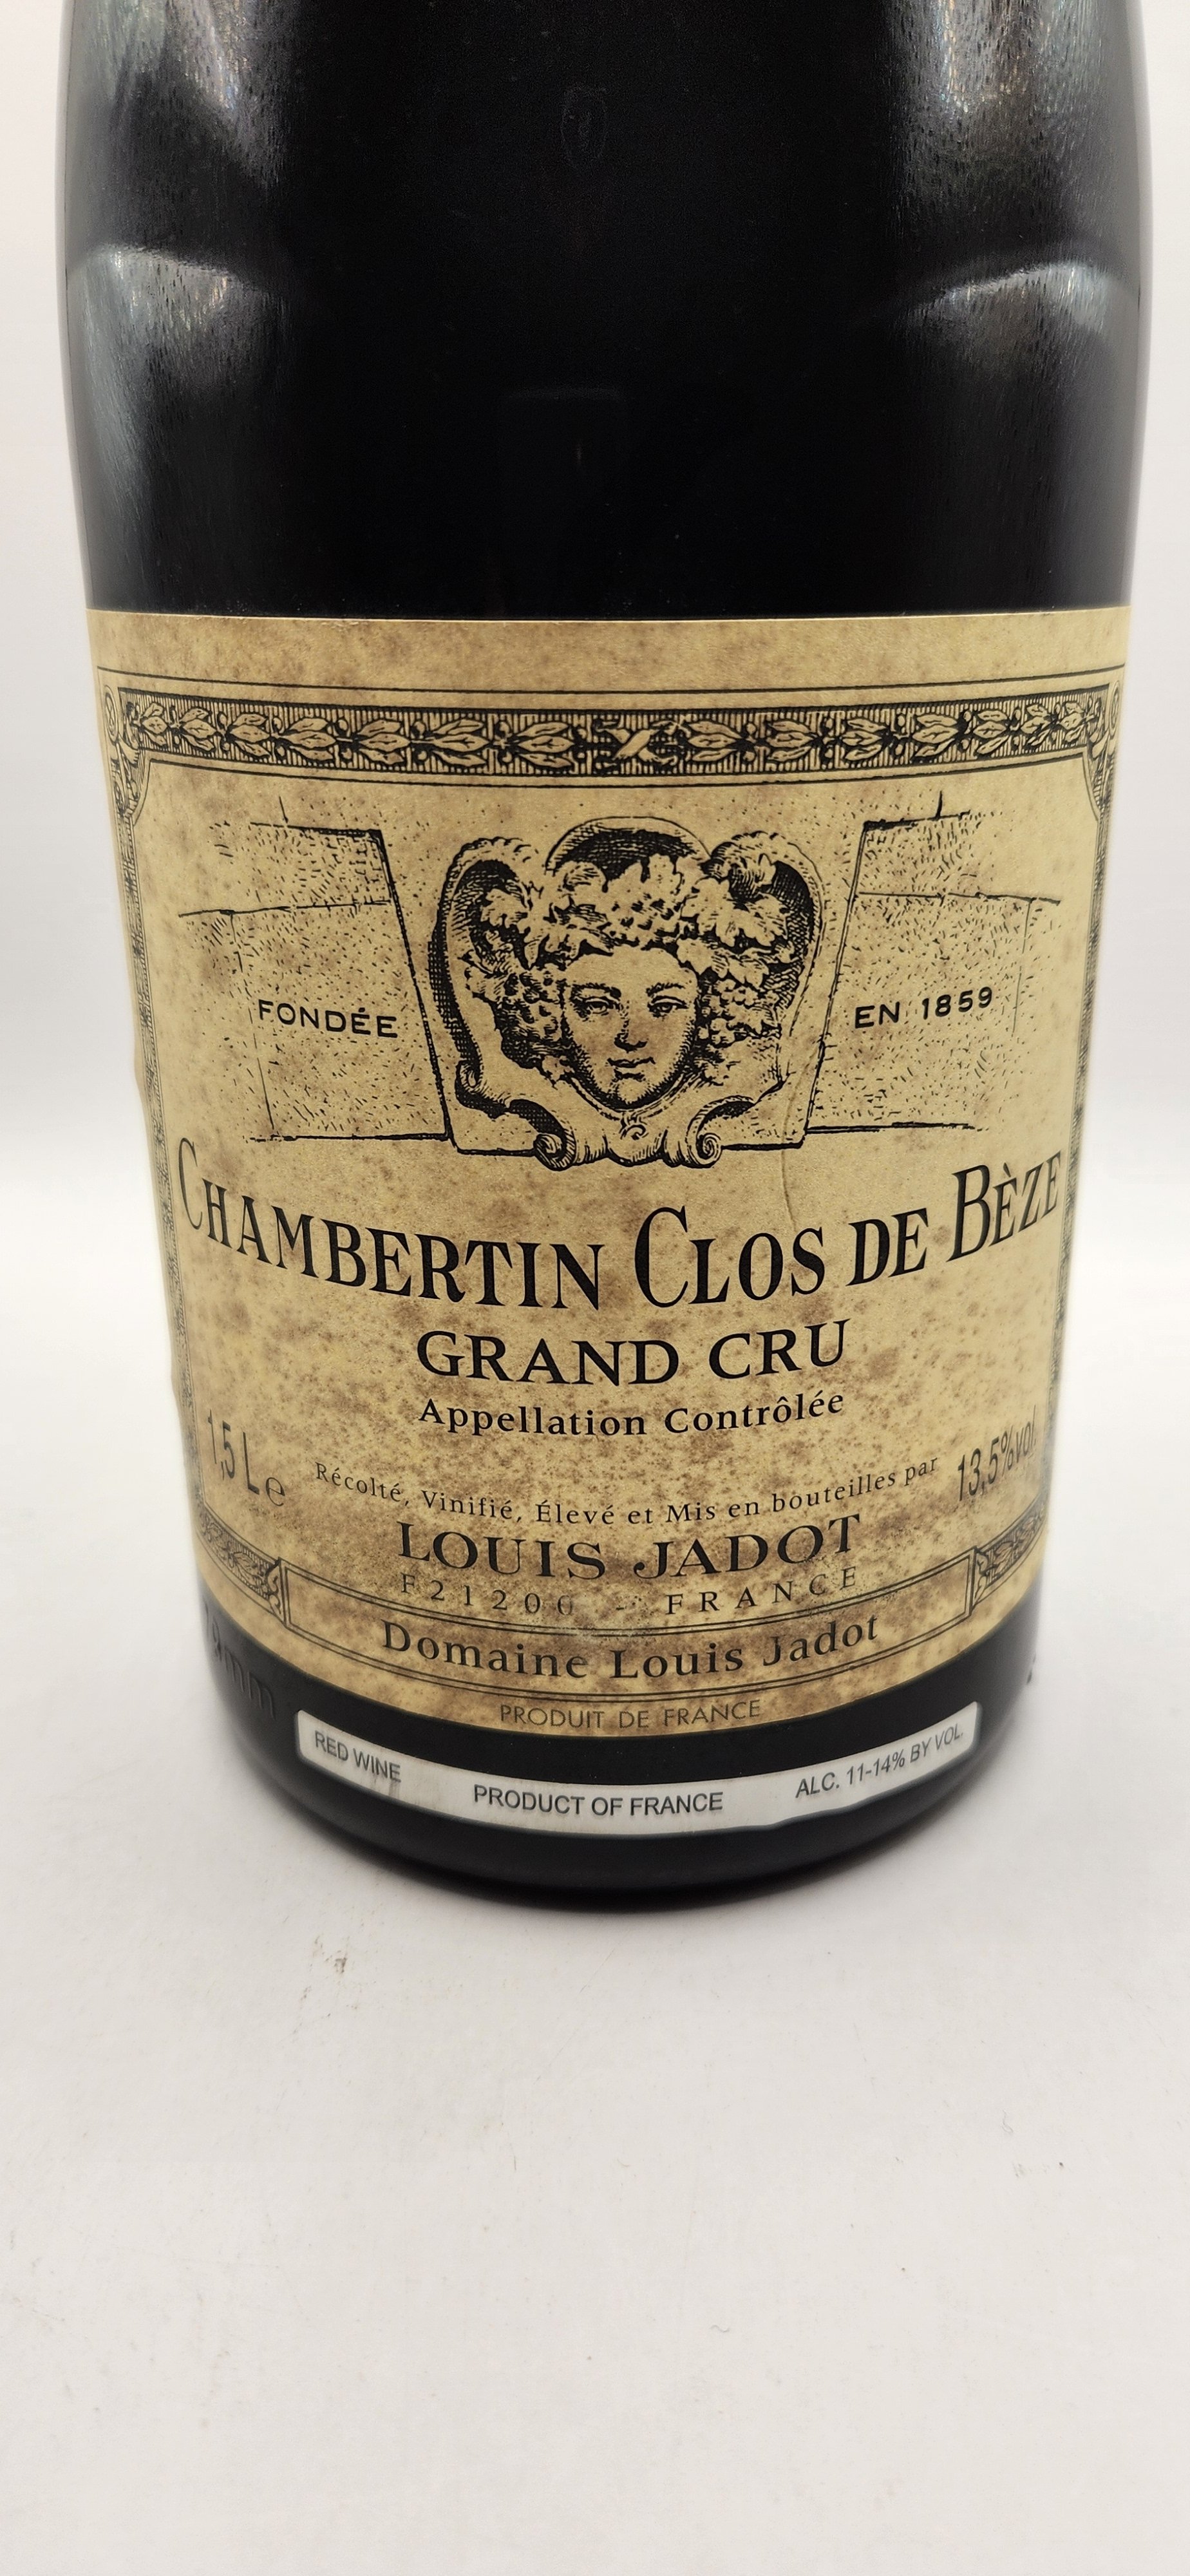 FONDÉE EN 1859
CHAMBERTIN CLOS DE BÈZE
GRAND CRU
Appellation Contrôlée
1,5 L e
13,5%vol
Récolté, Vinifié, Élevé et Mis en bouteilles par
LOUIS JADOT
F21200 - FRANCE
Domaine Louis Jadot
PRODUIT DE FRANCE
RED WINE PRODUCT OF FRANCE ALC. 11-14% BY VOL.